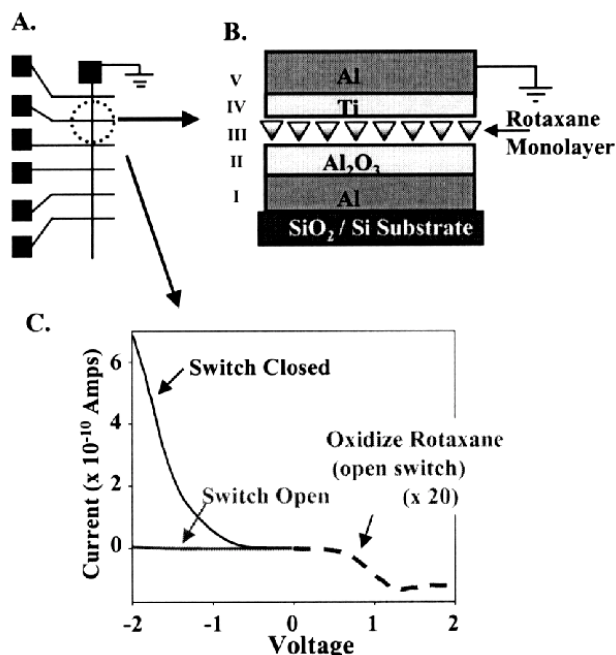 A.
B.
V
Al
IV
Ti
III
Rotaxane
Monolayer
II
Al₂O₃
I
Al
SiO₂ / Si Substrate
C.
Current (x 10⁻¹⁰ Amps)
6
4
2
0
Switch Closed
Oxidize Rotaxane
(open switch)
(x 20)
Switch Open
-2
-1
0
1
2
Voltage